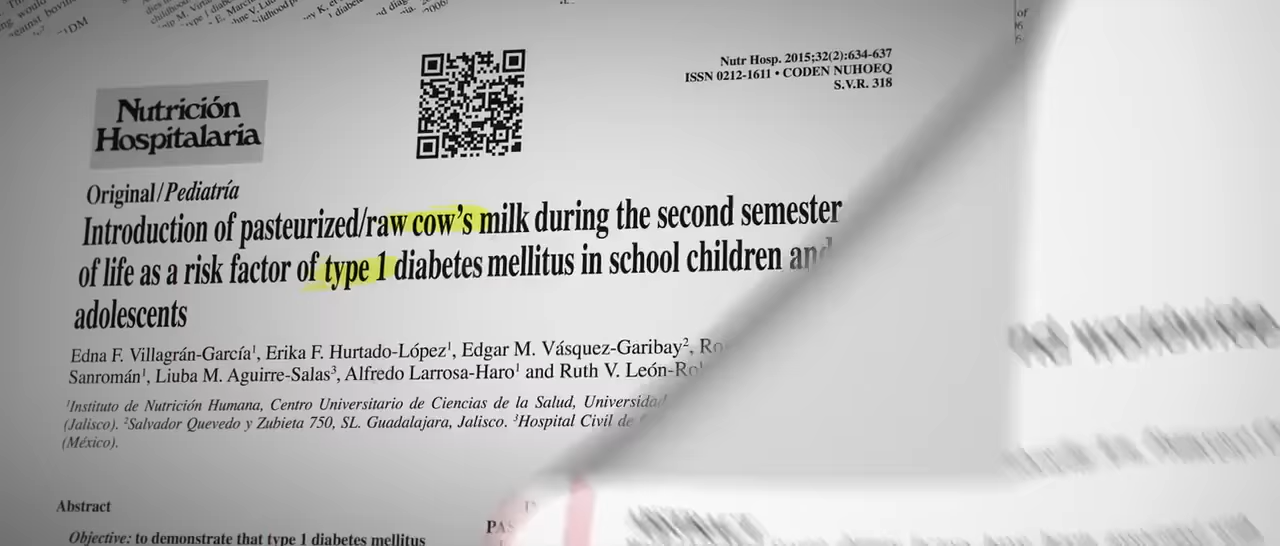 Nutrición
Hospitalaria
Nutr Hosp. 2015;32(2):634-637
ISSN 0212-1611 • CODEN NUHOEQ
S.V.R. 318
Original/Pediatría
Introduction of pasteurized/raw cow's milk during the second semester
of life as a risk factor of type 1 diabetes mellitus in school children and
adolescents
Edna F. Villagrán-García¹, Erika F. Hurtado-López¹, Edgar M. Vásquez-Garibay²,
Sanromán¹, Liuba M. Aguirre-Salas³, Alfredo Larrosa-Haro¹ and Ruth V.
¹Instituto de Nutrición Humana, Centro Universitario de Ciencias de la Salud, Universidad
(Jalisco). ²Salvador Quevedo y Zubieta 750, SL. Guadalajara, Jalisco. ³Hospital Civil de
(México).
Abstract
Objective: to demonstrate that type 1 diabetes mellitus